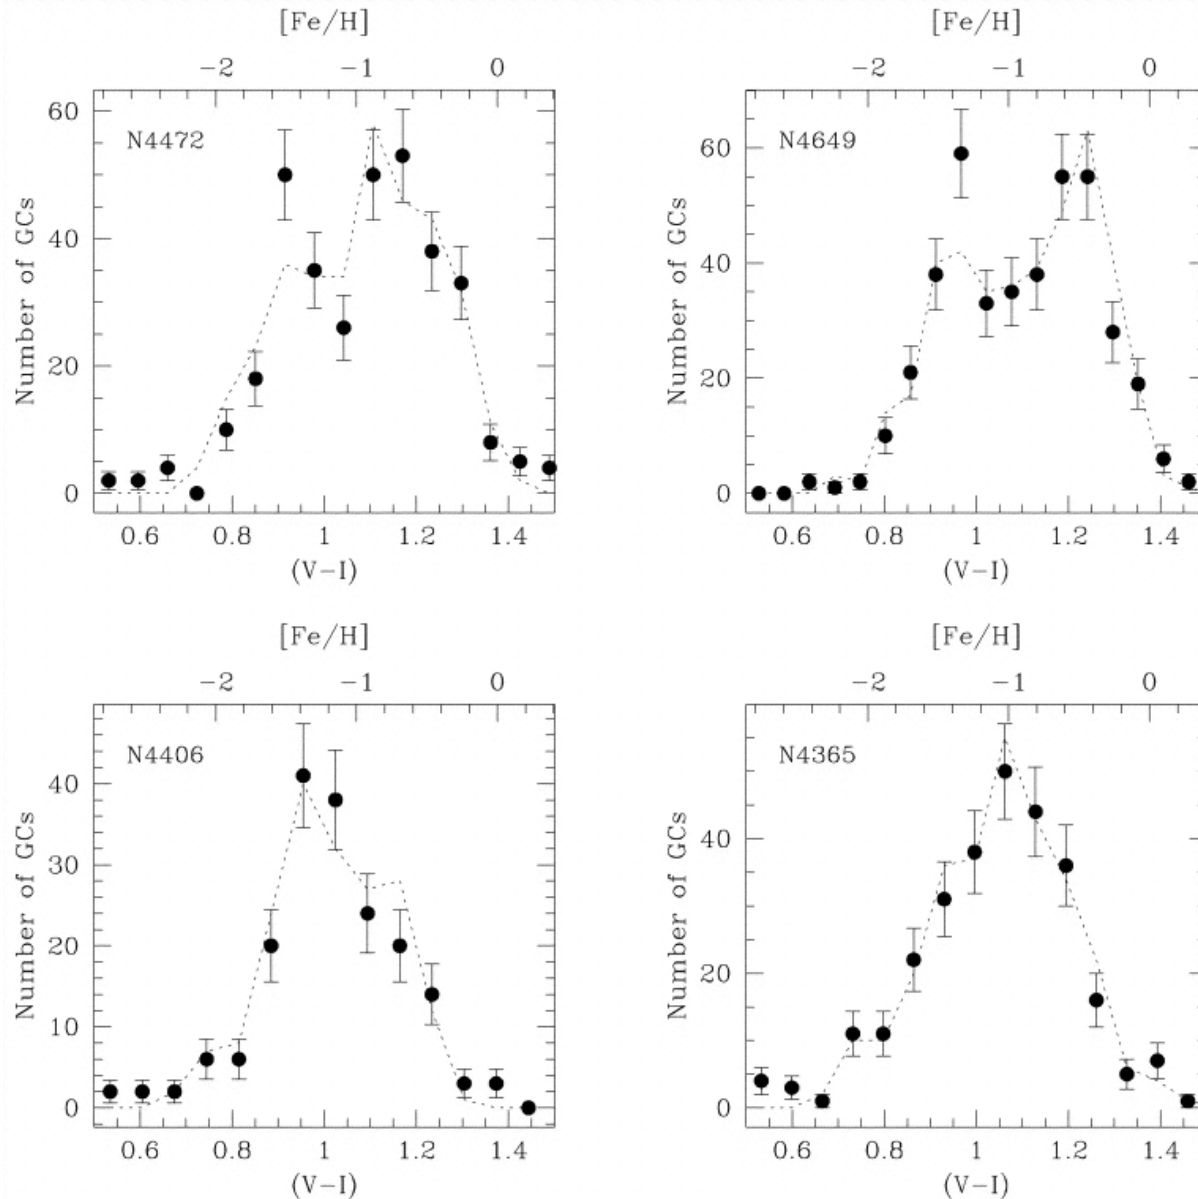 [Fe/H] [Fe/H]
−2 −1 0 −2 −1 0
60
40
20
0
Number of GCs
N4472
0.6 0.8 1 1.2 1.4
(V−I)
60
40
20
0
Number of GCs
N4649
0.6 0.8 1 1.2 1.4
(V−I)
[Fe/H] [Fe/H]
−2 −1 0 −2 −1 0
40
30
20
10
0
Number of GCs
N4406
0.6 0.8 1 1.2 1.4
(V−I)
40
20
0
Number of GCs
N4365
0.6 0.8 1 1.2 1.4
(V−I)